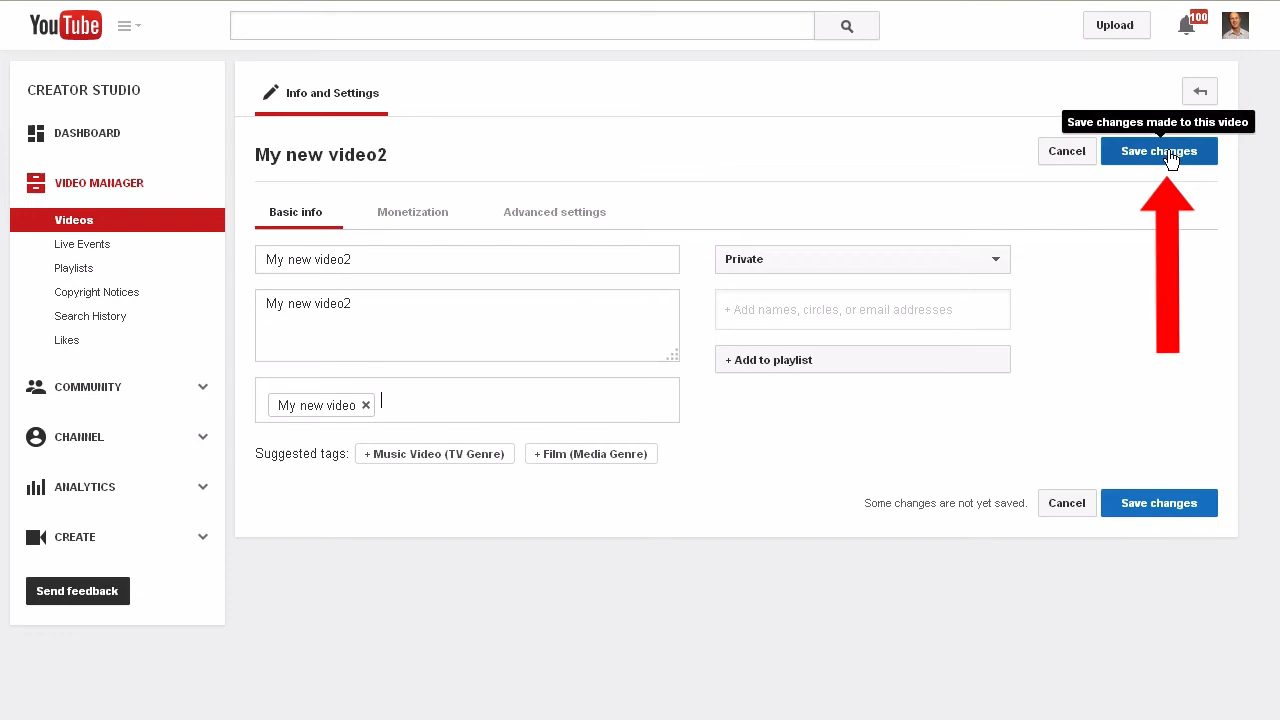 YouTube
Upload
100
CREATOR STUDIO
DASHBOARD
VIDEO MANAGER
Videos
Live Events
Playlists
Copyright Notices
Search History
Likes
COMMUNITY
CHANNEL
ANALYTICS
CREATE
Send feedback
Info and Settings
Save changes made to this video
My new video2
Cancel
Save changes
Basic info
Monetization
Advanced settings
My new video2
My new video2
My new video ×
Suggested tags: + Music Video (TV Genre) + Film (Media Genre)
Private
+ Add names, circles, or email addresses
+ Add to playlist
Some changes are not yet saved. Cancel Save changes